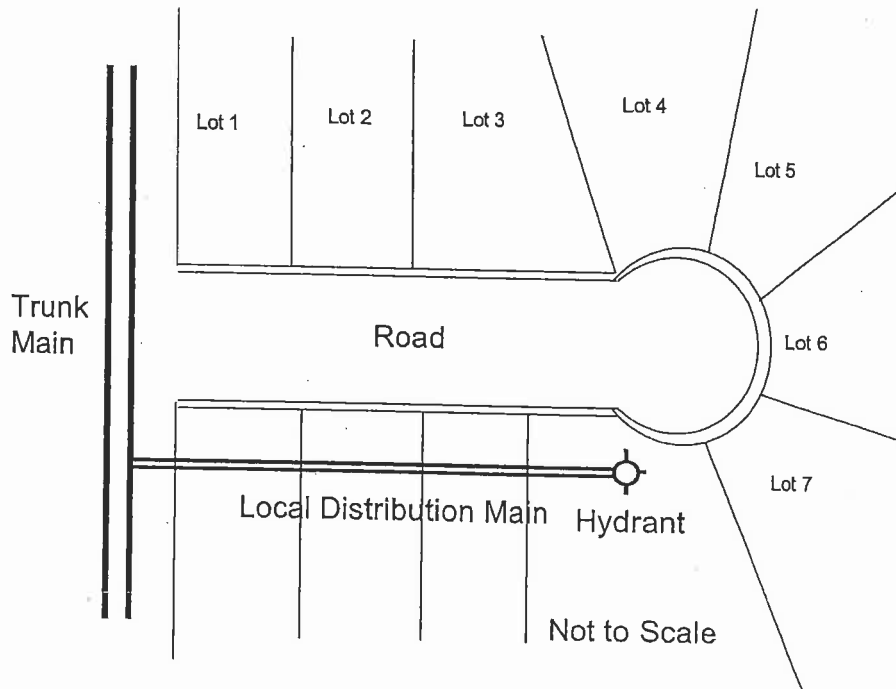 Lot 1
Lot 2
Lot 3
Lot 4
Lot 5
Trunk
Main
Road
Lot 6
Lot 7
Local Distribution Main
Hydrant
Not to Scale